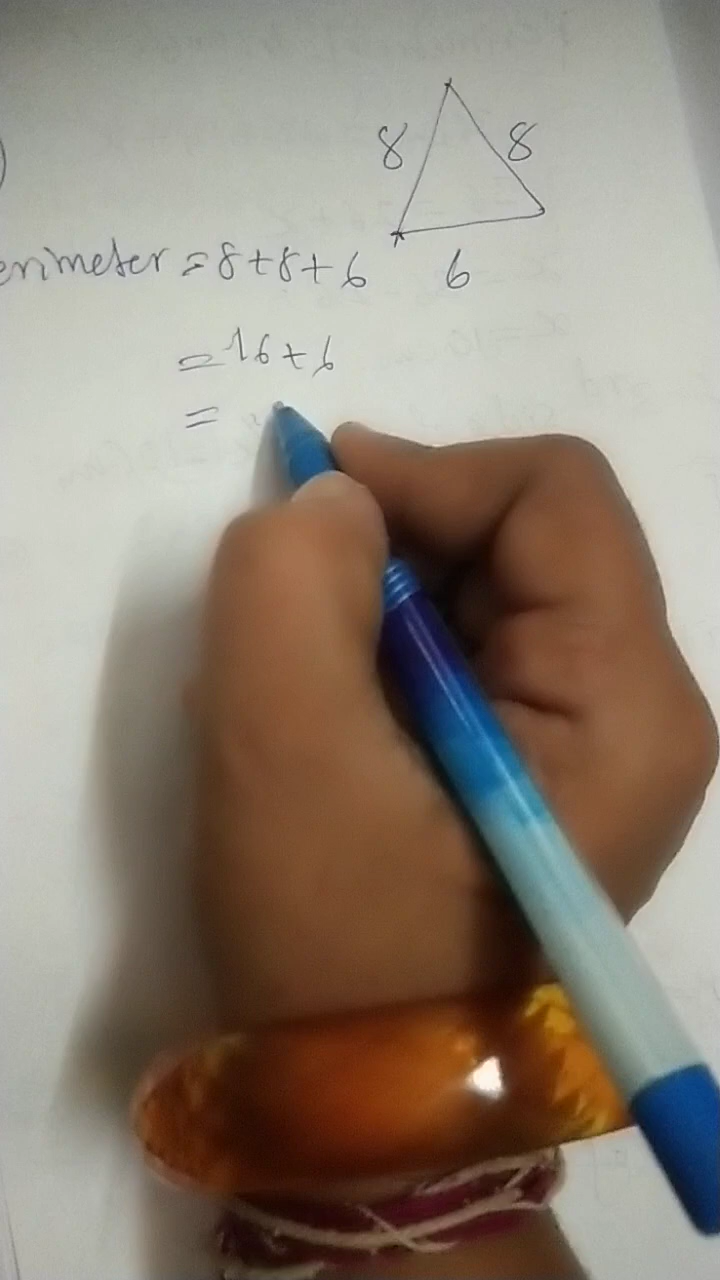 8 8
erimeter = 8+8+6 6
= 16+6
=